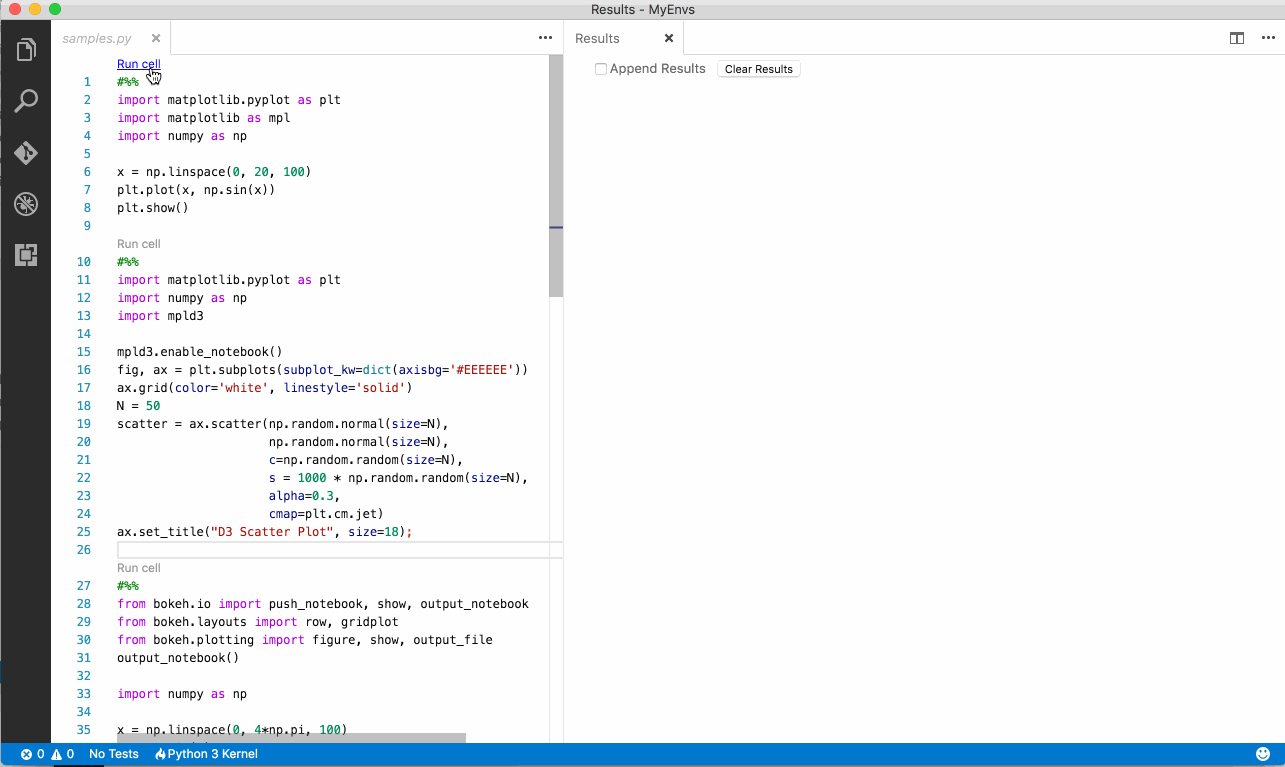 Results - MyEnvs
samples.py
Results
Append Results
Clear Results
Run cell
1 #%%
2 import matplotlib.pyplot as plt
3 import matplotlib as mpl
4 import numpy as np
5
6 x = np.linspace(0, 20, 100)
7 plt.plot(x, np.sin(x))
8 plt.show()
9
Run cell
10 #%%
11 import matplotlib.pyplot as plt
12 import numpy as np
13 import mpld3
14
15 mpld3.enable_notebook()
16 fig, ax = plt.subplots(subplot_kw=dict(axisbg='#EEEEEE'))
17 ax.grid(color='white', linestyle='solid')
18 N = 50
19 scatter = ax.scatter(np.random.normal(size=N),
20 np.random.normal(size=N),
21 c=np.random.random(size=N),
22 s = 1000 * np.random.random(size=N),
23 alpha=0.3,
24 cmap=plt.cm.jet)
25 ax.set_title("D3 Scatter Plot", size=18);
26
Run cell
27 #%%
28 from bokeh.io import push_notebook, show, output_notebook
29 from bokeh.layouts import row, gridplot
30 from bokeh.plotting import figure, show, output_file
31 output_notebook()
32
33 import numpy as np
34
35 x = np.linspace(0, 4*np.pi, 100)
0 0 No Tests Python 3 Kernel